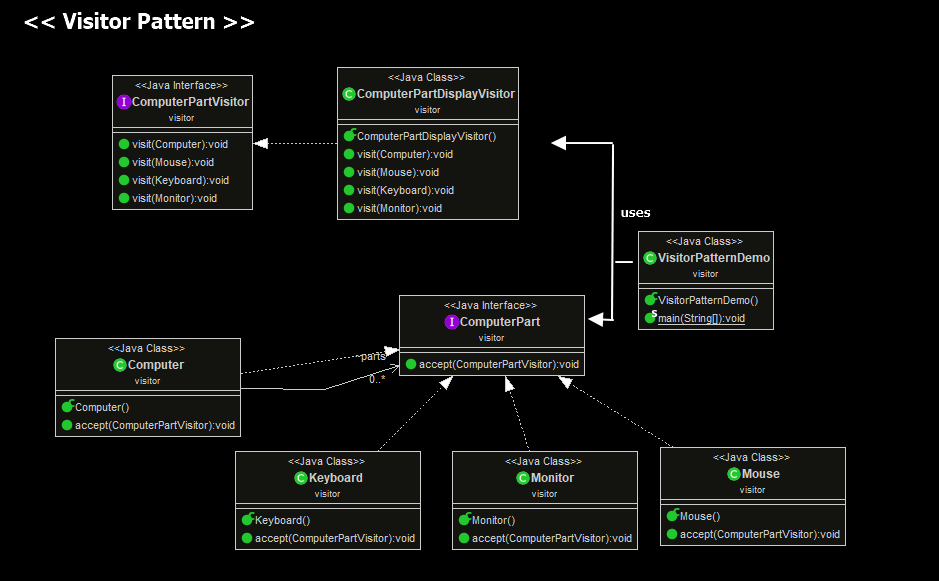 << Visitor Pattern >>
<<Java Interface>>
ComputerPartVisitor
visitor
visit(Computer):void
visit(Mouse):void
visit(Keyboard):void
visit(Monitor):void
<<Java Class>>
ComputerPartDisplayVisitor
visitor
ComputerPartDisplayVisitor()
visit(Computer):void
visit(Mouse):void
visit(Keyboard):void
visit(Monitor):void
uses
<<Java Class>>
VisitorPatternDemo
visitor
VisitorPatternDemo()
main(String[]):void
<<Java Interface>>
ComputerPart
visitor
accept(ComputerPartVisitor):void
<<Java Class>>
Computer
visitor
Computer()
accept(ComputerPartVisitor):void
~parts
0..*
<<Java Class>>
Keyboard
visitor
Keyboard()
accept(ComputerPartVisitor):void
<<Java Class>>
Monitor
visitor
Monitor()
accept(ComputerPartVisitor):void
<<Java Class>>
Mouse
visitor
Mouse()
accept(ComputerPartVisitor):void